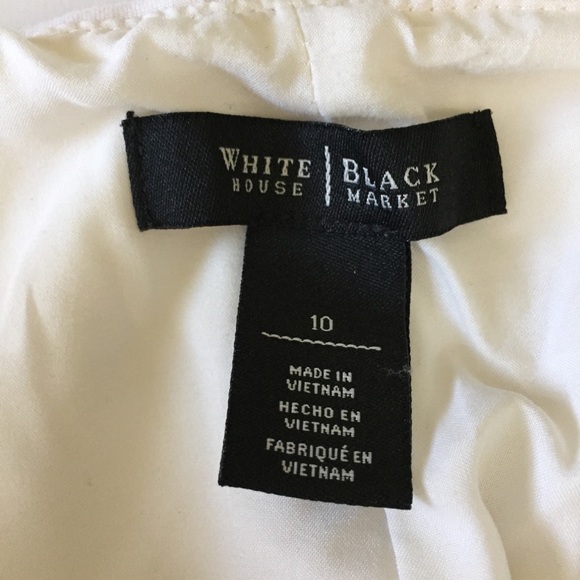 WHITE HOUSE | BLACK MARKET
10
MADE IN
VIETNAM
HECHO EN
VIETNAM
FABRIQUÉ EN
VIETNAM